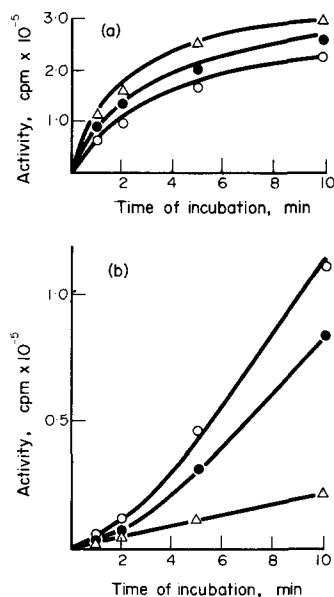 (a)
Activity, cpm x 10⁻⁵
3·0
2·0
1·0
2 4 6 8 10
Time of incubation, min
(b)
Activity, cpm x 10⁻⁵
1·0
0·5
0 2 4 6 8 10
Time of incubation, min